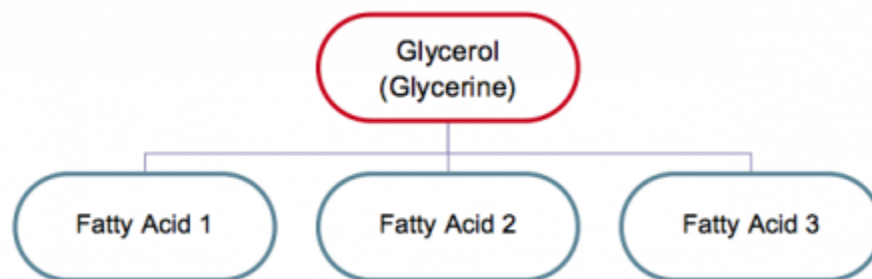 Glycerol
(Glycerine)
Fatty Acid 1
Fatty Acid 2
Fatty Acid 3